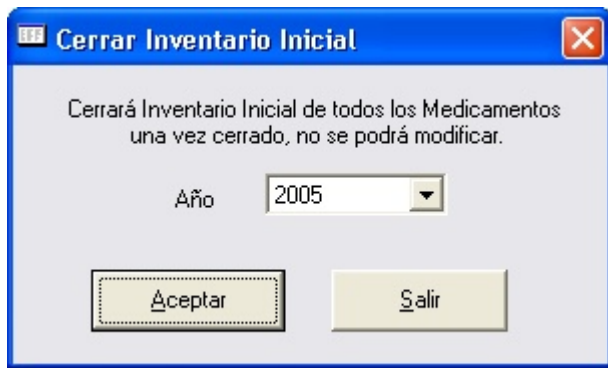 Cerrar Inventario Inicial
Cerrará Inventario Inicial de todos los Medicamentos
una vez cerrado, no se podrá modificar.
Año 2005
Aceptar Salir